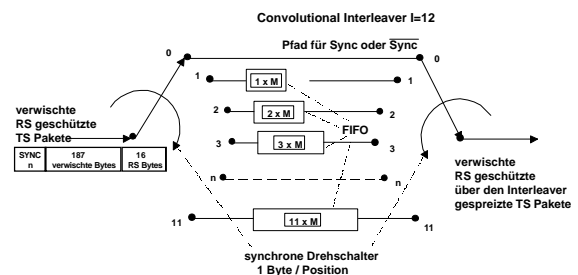 Convolutional Interleaver I=12
Pfad für Sync oder Sync
0
0
1
1 x M
1
verwischte
RS geschützte
TS Pakete
2
2 x M
2
FIFO
3
3 x M
3
SYNC
n
187
verwischte Bytes
16
RS Bytes
n
n
verwischte
RS geschützte
über den Interleaver
gespreizte TS Pakete
11
11 x M
11
synchrone Drehschalter
1 Byte / Position